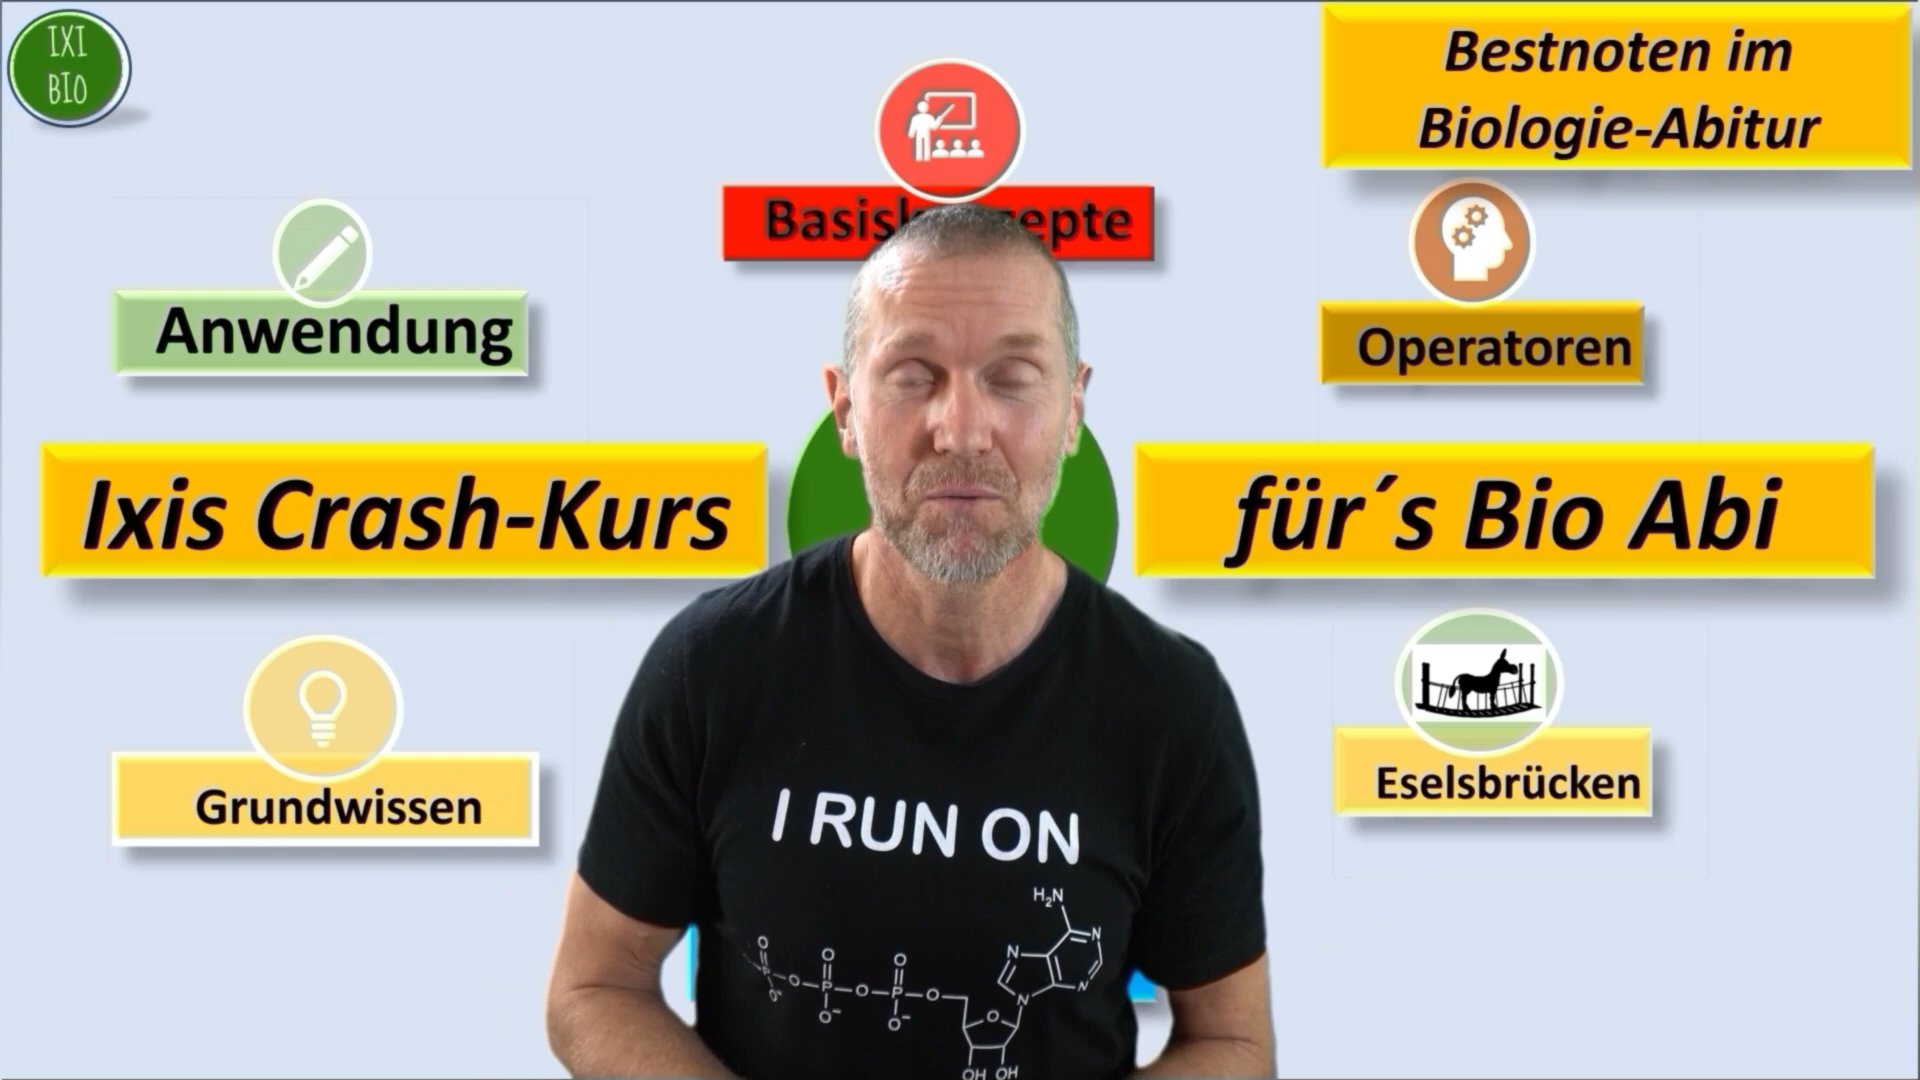 IXI
BIO
Bestnoten im
Biologie-Abitur
Anwendung
Operatoren
Ixis Crash-Kurs
für´s Bio Abi
Grundwissen
Eselsbrücken
I RUN ON
H₂N
N
N
N
N
O
O
O
P
O
P
O
P
O
O⁻
O⁻
O⁻
O
OH
OH